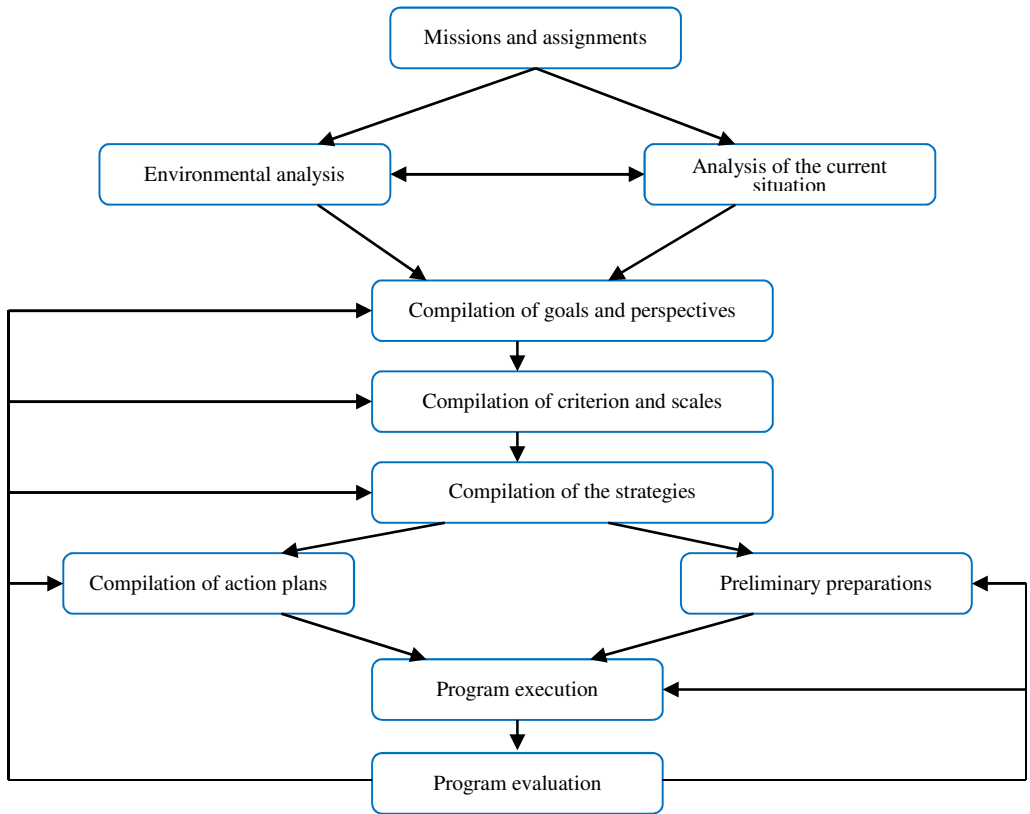 Missions and assignments
Environmental analysis
Analysis of the current
situation
Compilation of goals and perspectives
Compilation of criterion and scales
Compilation of the strategies
Compilation of action plans
Preliminary preparations
Program execution
Program evaluation